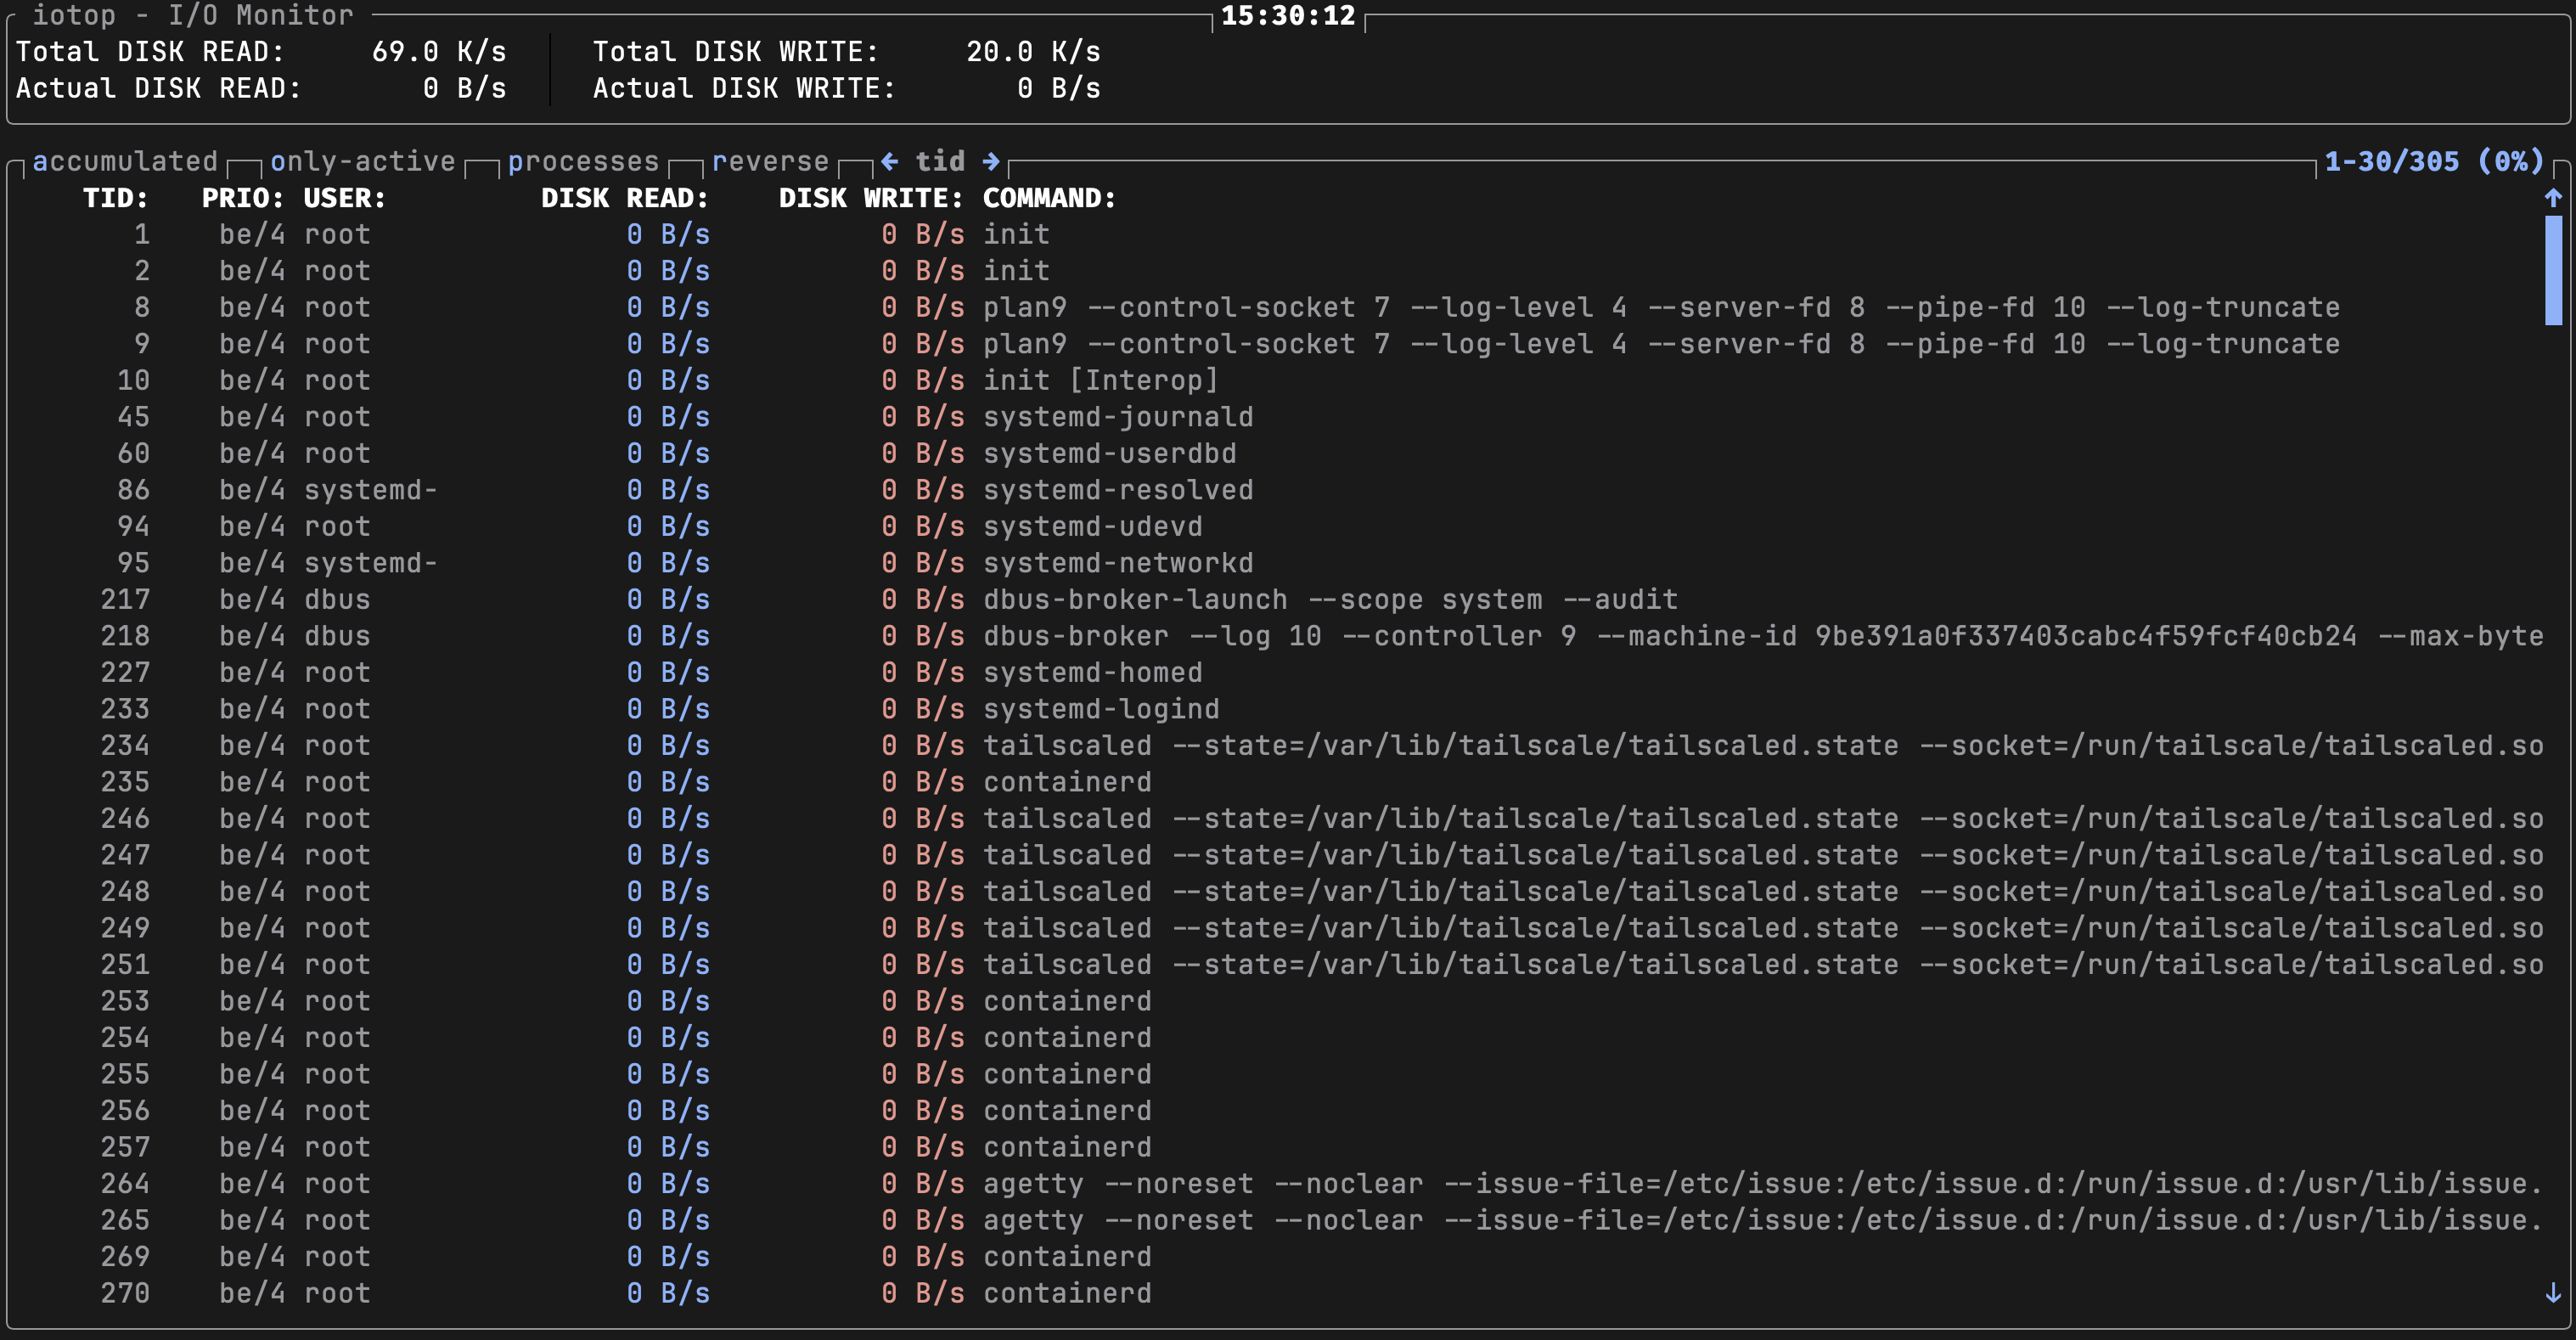 iotop - I/O Monitor 15:30:12
Total DISK READ: 69.0 K/s Total DISK WRITE: 20.0 K/s
Actual DISK READ: 0 B/s Actual DISK WRITE: 0 B/s
accumulated only-active processes reverse ← tid → 1-30/305 (0%)
TID: PRIO: USER: DISK READ: DISK WRITE: COMMAND: ↑
1 be/4 root 0 B/s 0 B/s init
2 be/4 root 0 B/s 0 B/s init
8 be/4 root 0 B/s 0 B/s plan9 --control-socket 7 --log-level 4 --server-fd 8 --pipe-fd 10 --log-truncate
9 be/4 root 0 B/s 0 B/s plan9 --control-socket 7 --log-level 4 --server-fd 8 --pipe-fd 10 --log-truncate
10 be/4 root 0 B/s 0 B/s init [Interop]
45 be/4 root 0 B/s 0 B/s systemd-journald
60 be/4 root 0 B/s 0 B/s systemd-userdbd
86 be/4 systemd- 0 B/s 0 B/s systemd-resolved
94 be/4 root 0 B/s 0 B/s systemd-udevd
95 be/4 systemd- 0 B/s 0 B/s systemd-networkd
217 be/4 dbus 0 B/s 0 B/s dbus-broker-launch --scope system --audit
218 be/4 dbus 0 B/s 0 B/s dbus-broker --log 10 --controller 9 --machine-id 9be391a0f337403cabc4f59fcf40cb24 --max-byte
227 be/4 root 0 B/s 0 B/s systemd-homed
233 be/4 root 0 B/s 0 B/s systemd-logind
234 be/4 root 0 B/s 0 B/s tailscaled --state=/var/lib/tailscale/tailscaled.state --socket=/run/tailscale/tailscaled.so
235 be/4 root 0 B/s 0 B/s containerd
246 be/4 root 0 B/s 0 B/s tailscaled --state=/var/lib/tailscale/tailscaled.state --socket=/run/tailscale/tailscaled.so
247 be/4 root 0 B/s 0 B/s tailscaled --state=/var/lib/tailscale/tailscaled.state --socket=/run/tailscale/tailscaled.so
248 be/4 root 0 B/s 0 B/s tailscaled --state=/var/lib/tailscale/tailscaled.state --socket=/run/tailscale/tailscaled.so
249 be/4 root 0 B/s 0 B/s tailscaled --state=/var/lib/tailscale/tailscaled.state --socket=/run/tailscale/tailscaled.so
251 be/4 root 0 B/s 0 B/s tailscaled --state=/var/lib/tailscale/tailscaled.state --socket=/run/tailscale/tailscaled.so
253 be/4 root 0 B/s 0 B/s containerd
254 be/4 root 0 B/s 0 B/s containerd
255 be/4 root 0 B/s 0 B/s containerd
256 be/4 root 0 B/s 0 B/s containerd
257 be/4 root 0 B/s 0 B/s containerd
264 be/4 root 0 B/s 0 B/s agetty --noreset --noclear --issue-file=/etc/issue:/etc/issue.d:/run/issue.d:/usr/lib/issue.
265 be/4 root 0 B/s 0 B/s agetty --noreset --noclear --issue-file=/etc/issue:/etc/issue.d:/run/issue.d:/usr/lib/issue.
269 be/4 root 0 B/s 0 B/s containerd
270 be/4 root 0 B/s 0 B/s containerd ↓